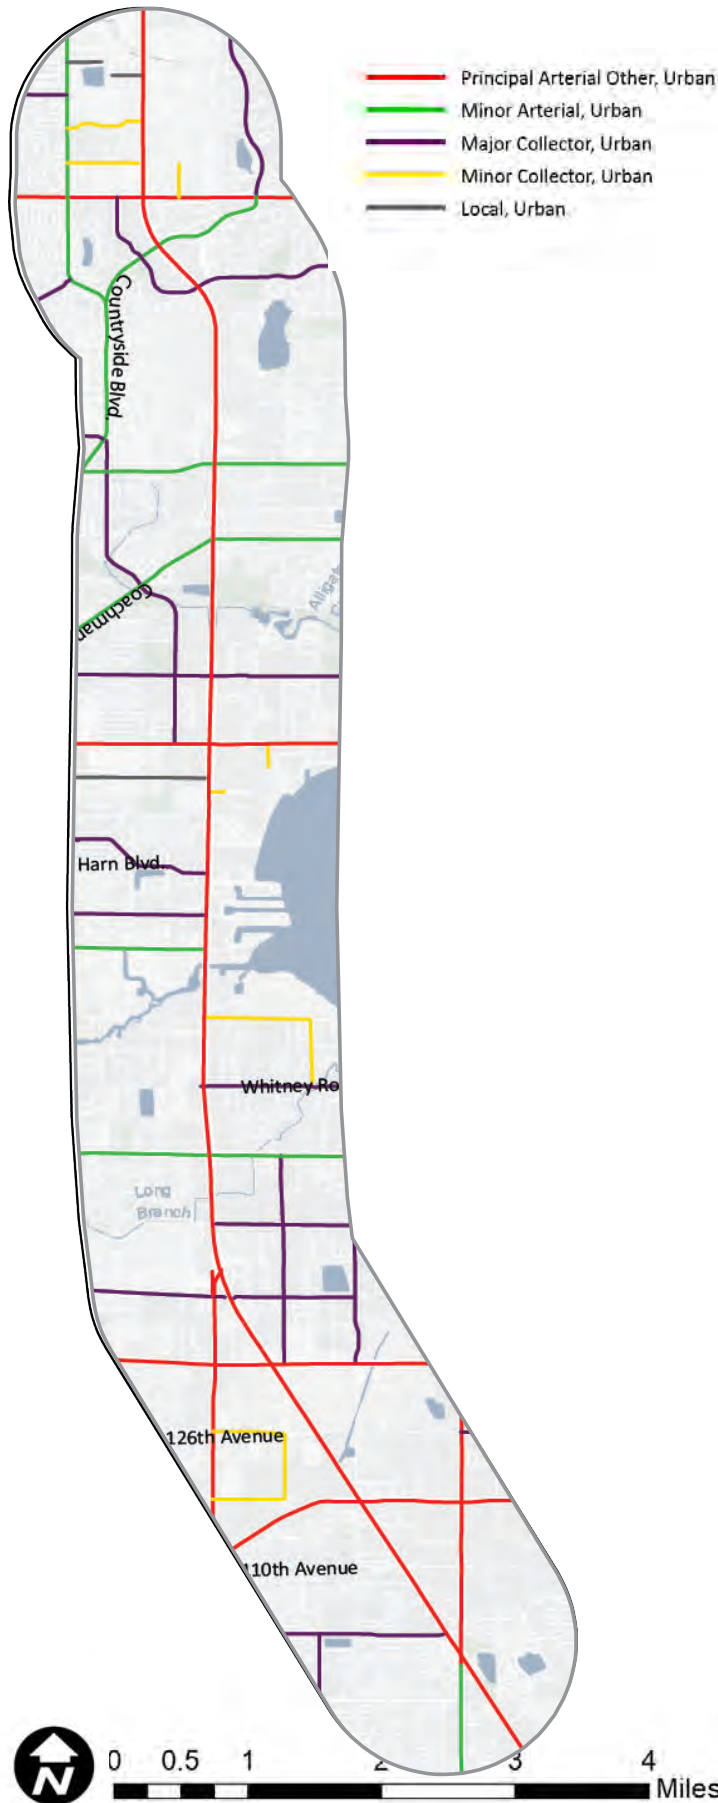 Principal Arterial Other, Urban
Minor Arterial, Urban
Major Collector, Urban
Minor Collector, Urban
Local, Urban
Countryside Blvd.
Alligat
C
Coachman
Harn Blvd.
Whitney Ro
Long
Branch
126th Avenue
110th Avenue
N
0 0.5 1 2 3 4
Miles